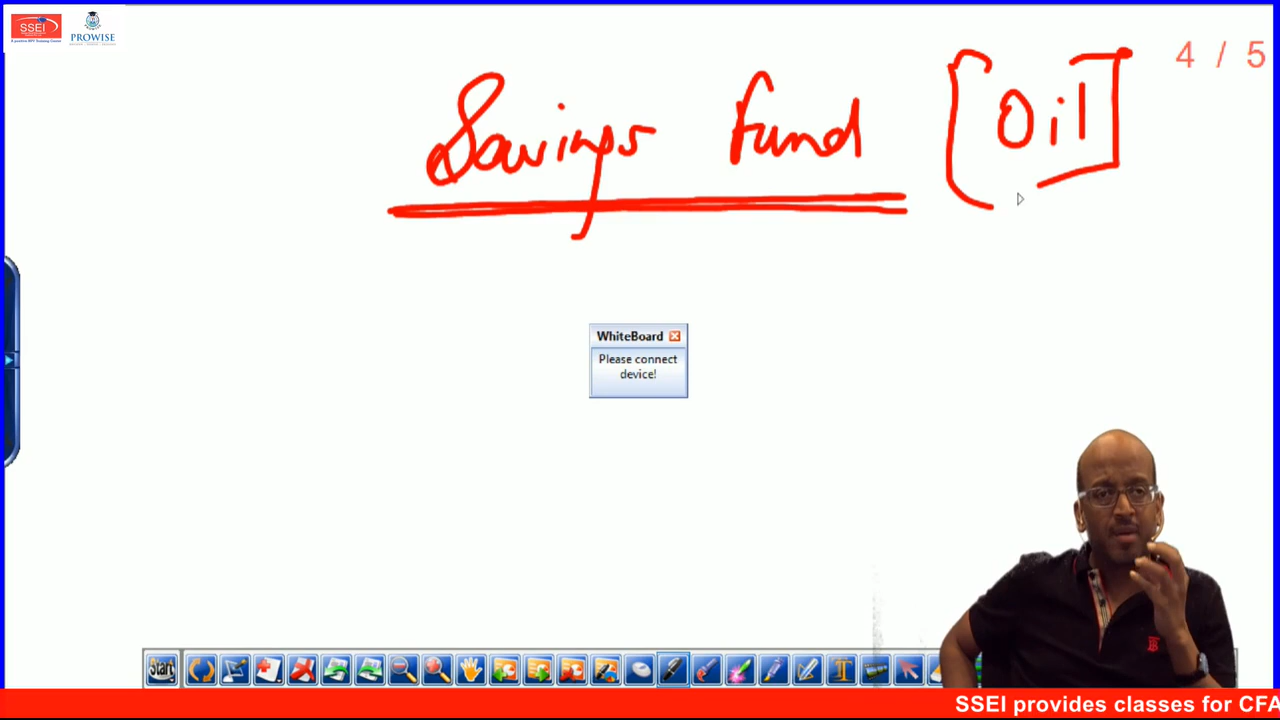 SSEI
PROWISE
4 / 5
Savings Fund [Oil]
WhiteBoard
Please connect
device!
Start
SSEI provides classes for CFA